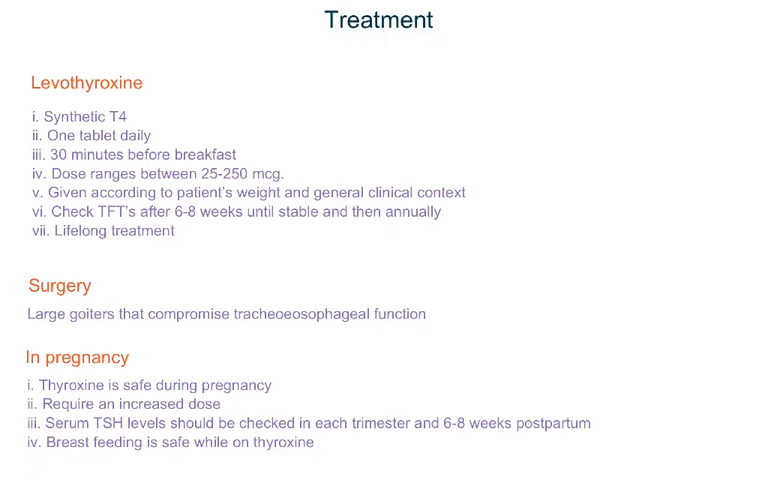 Treatment
Levothyroxine
i. Synthetic T4
ii. One tablet daily
iii. 30 minutes before breakfast
iv. Dose ranges between 25-250 mcg.
v. Given according to patient's weight and general clinical context
vi. Check TFT's after 6-8 weeks until stable and then annually
vii. Lifelong treatment
Surgery
Large goiters that compromise tracheoeosophageal function
In pregnancy
i. Thyroxine is safe during pregnancy
ii. Require an increased dose
iii. Serum TSH levels should be checked in each trimester and 6-8 weeks postpartum
iv. Breast feeding is safe while on thyroxine